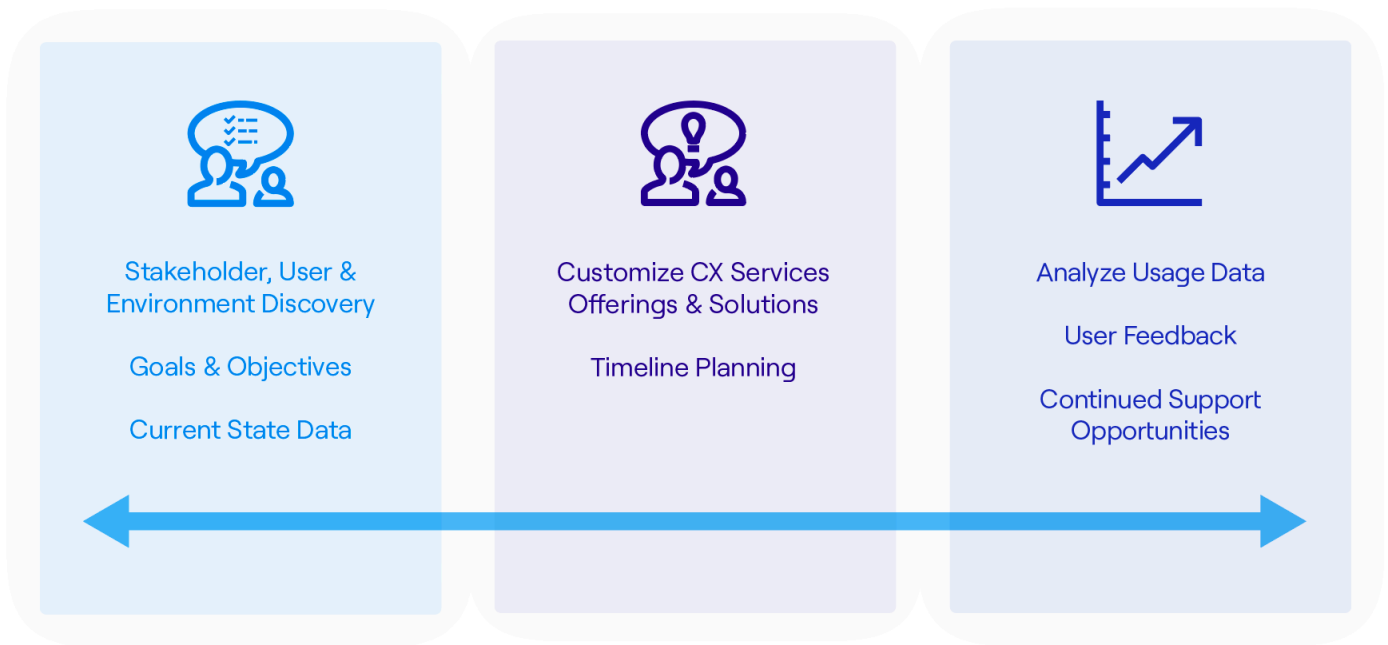 Stakeholder, User &
Environment Discovery
Goals & Objectives
Current State Data
Customize CX Services
Offerings & Solutions
Timeline Planning
Analyze Usage Data
User Feedback
Continued Support
Opportunities